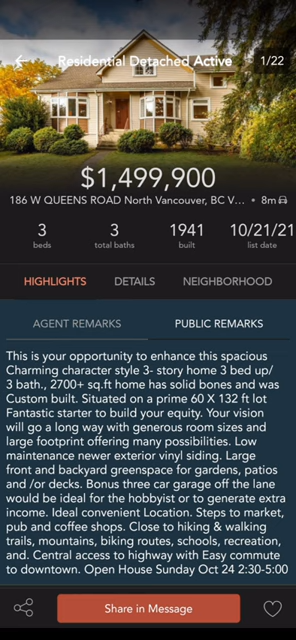 Residential Detached Active
1/22
$1,499,900
186 W QUEENS ROAD North Vancouver, BC V... • 8m
3
beds
3
total baths
1941
built
10/21/21
list date
HIGHLIGHTS
DETAILS
NEIGHBORHOOD
AGENT REMARKS
PUBLIC REMARKS
This is your opportunity to enhance this spacious
Charming character style 3- story home 3 bed up/
3 bath., 2700+ sq.ft home has solid bones and was
Custom built. Situated on a prime 60 X 132 ft lot
Fantastic starter to build your equity. Your vision
will go a long way with generous room sizes and
large footprint offering many possibilities. Low
maintenance newer exterior vinyl siding. Large
front and backyard greenspace for gardens, patios
and /or decks. Bonus three car garage off the lane
would be ideal for the hobbyist or to generate extra
income. Ideal convenient Location. Steps to market,
pub and coffee shops. Close to hiking & walking
trails, mountains, biking routes, schools, recreation,
and. Central access to highway with Easy commute
to downtown. Open House Sunday Oct 24 2:30-5:00
Share in Message